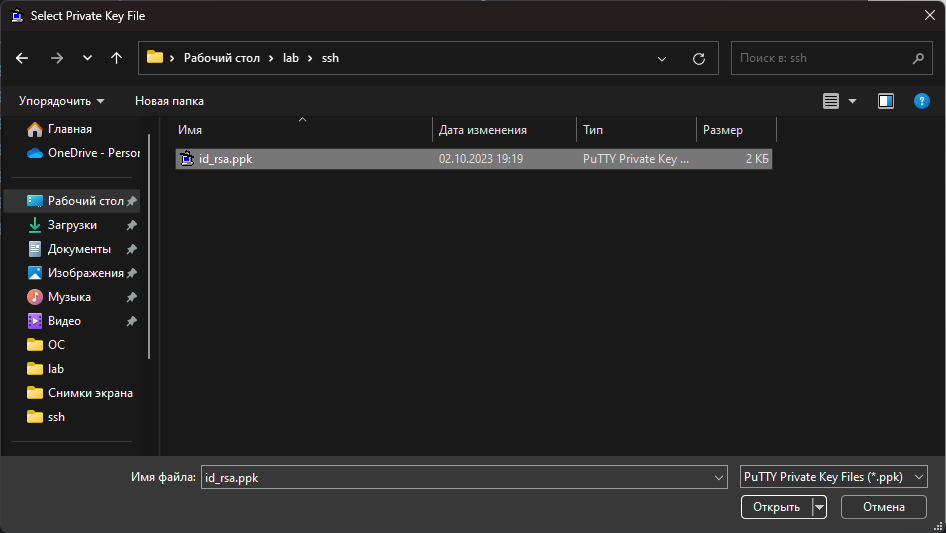 Select Private Key File
Рабочий стол > lab > ssh
Поиск в: ssh
Упорядочить
Новая папка
Имя
Дата изменения
Тип
Размер
Главная
OneDrive - Persor
id_rsa.ppk
02.10.2023 19:19
PuTTY Private Key ...
2 КБ
Рабочий стол
Загрузки
Документы
Изображения
Музыка
Видео
ОС
lab
Снимки экрана
ssh
Имя файла:
id_rsa.ppk
PuTTY Private Key Files (*.ppk)
Открыть
Отмена